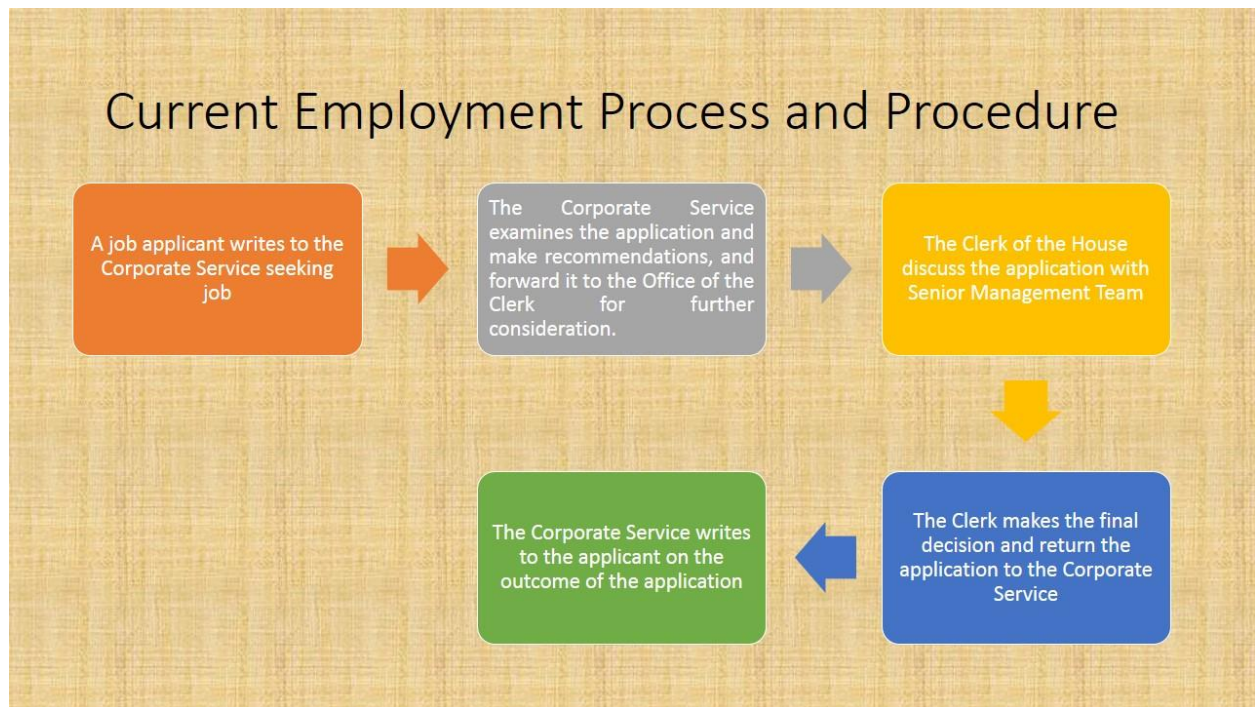 Current Employment Process and Procedure
A job applicant writes to the
Corporate Service seeking
job
The Corporate Service
examines the application and
make recommendations, and
forward it to the Office of the
Clerk for further
consideration.
The Clerk of the House
discuss the application with
Senior Management Team
The Clerk makes the final
decision and return the
application to the Corporate
Service
The Corporate Service writes
to the applicant on the
outcome of the application